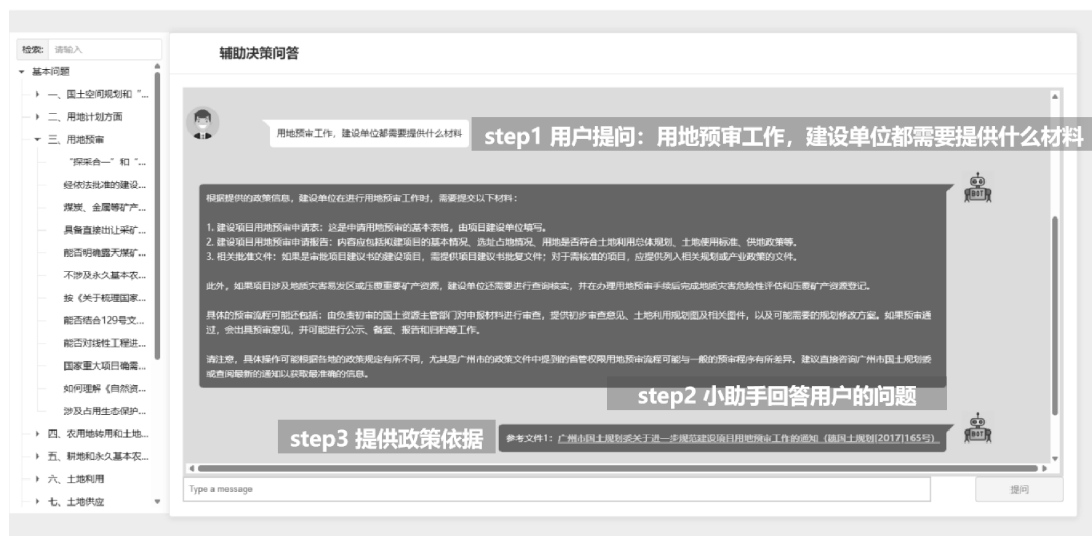 检索: 请输入
基本问题
一、国土空间规划和“...
二、用地计划方面
三、用地预审
“探采合一”和“...
经依法批准的建设...
煤炭、金属等矿产...
具备直接出让采矿...
能否明确露天煤矿...
不涉及永久基本农...
按《关于梳理国家...
能否结合129号文...
能否对线性工程进...
国家重大项目确需...
如何理解《自然资...
涉及占用生态保护...
四、农用地转用和土地...
五、耕地和永久基本农...
六、土地利用
七、土地供应
辅助决策问答
用地预审工作，建设单位都需要提供什么材料
step1 用户提问：用地预审工作，建设单位都需要提供什么材料
根据提供的政策信息，建设单位在进行用地预审工作时，需要提交以下材料：
1. 建设项目用地预审申请表：这是申请用地预审的基本表格，由项目建设单位填写。
2. 建设项目用地预审申请报告：内容应包括拟建项目的基本情况、选址占地情况、用地是否符合土地利用总体规划、土地使用标准、供地政策等。
3. 相关批准文件：如果是审批项目建议书的建设项目，需提供项目建议书批复文件；对于需核准的项目，应提供列入相关规划或产业政策的文件。
此外，如果项目涉及地质灾害易发区或压覆重要矿产资源，建设单位还需要进行查询核实，并在办理用地预审手续后完成地质灾害危险性评估和压覆矿产资源登记。
具体的预审流程可能还包括：由负责初审的国土资源主管部门对申报材料进行审查，提供初步审查意见、土地利用规划图及相关图件，以及可能需要的规划修改方案。如果预审通
过，会出具预审意见，并可能进行公示、备案、报告和归档等工作。
请注意，具体操作可能根据各地的政策规定有所不同，尤其是广州市的政策文件中提到的省管权限用地预审流程可能与一般的预审程序有所差异。建议直接咨询广州市国土规划委
或查阅最新的通知以获取最准确的信息。
BOT
step2 小助手回答用户的问题
step3 提供政策依据
参考文件1：广州市国土规划委关于进一步规范建设项目用地预审工作的通知（穗国土规划[2017]165号）
BOT
Type a message
提问